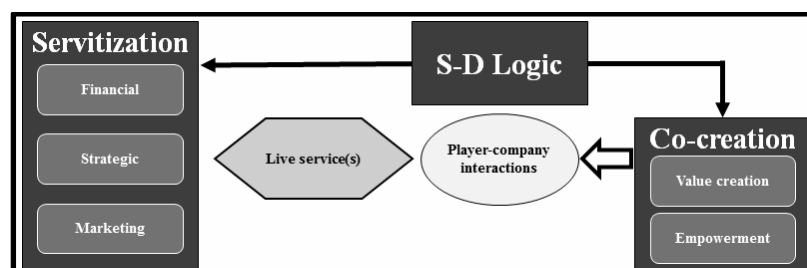 Servitization
Financial
Strategic
Marketing
S-D Logic
Live service(s)
Player-company
interactions
Co-creation
Value creation
Empowerment